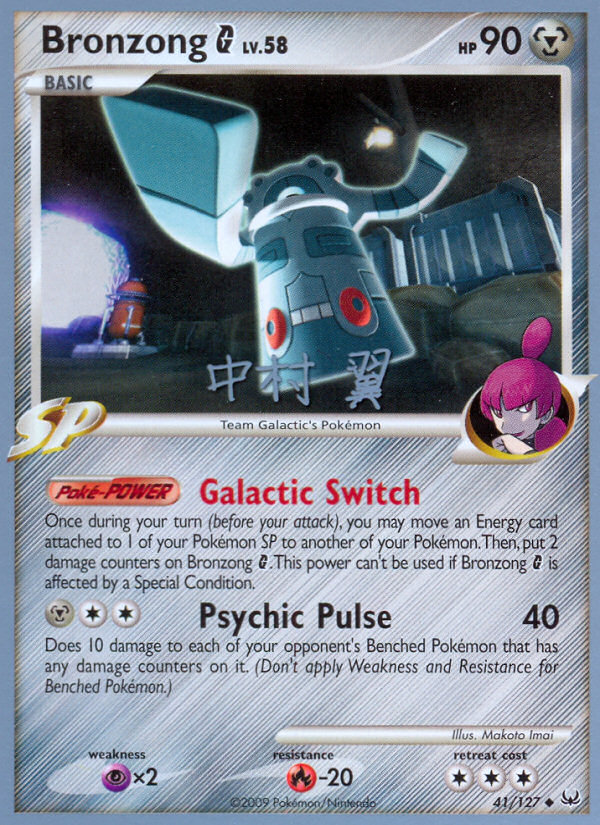 Bronzong G LV.58 HP 90
BASIC
中村 翼
Team Galactic's Pokémon
SP
Poké-POWER Galactic Switch
Once during your turn (before your attack), you may move an Energy card
attached to 1 of your Pokémon SP to another of your Pokémon. Then, put 2
damage counters on Bronzong G. This power can't be used if Bronzong G is
affected by a Special Condition.
Psychic Pulse 40
Does 10 damage to each of your opponent's Benched Pokémon that has
any damage counters on it. (Don't apply Weakness and Resistance for
Benched Pokémon.)
Illus. Makoto Imai
weakness resistance retreat cost
×2 -20
©2009 Pokémon/Nintendo 41/127